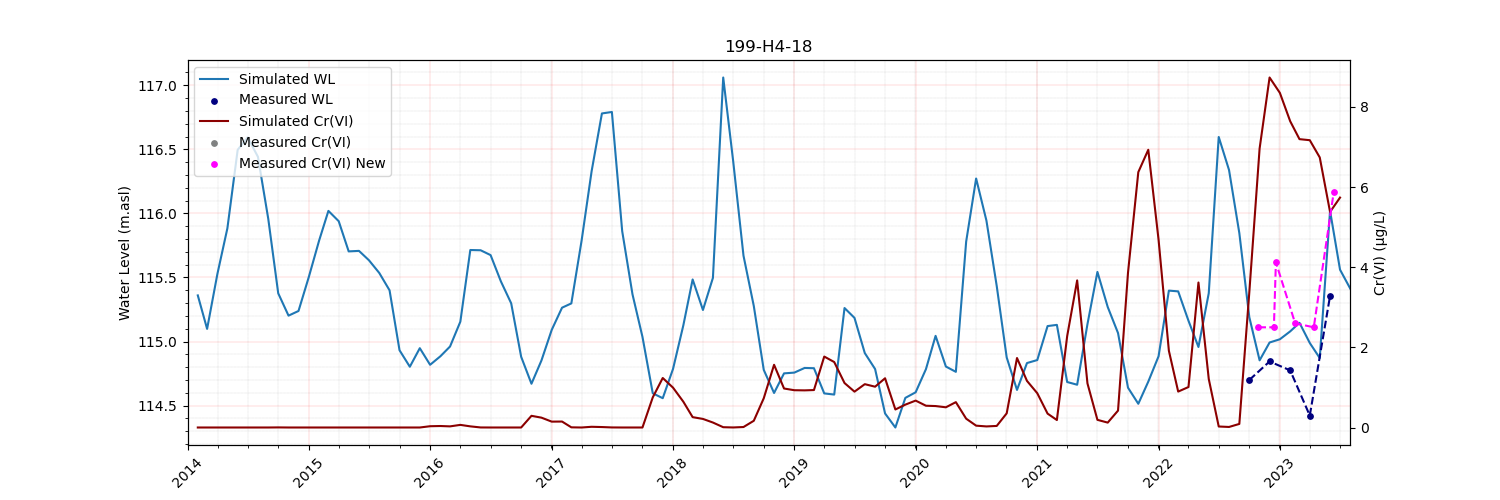 199-H4-18
Simulated WL
Measured WL
Simulated Cr(VI)
Measured Cr(VI)
Measured Cr(VI) New
Water Level (m.asl)
117.0
116.5
116.0
115.5
115.0
114.5
8
6
4
2
0
Cr(VI) (μg/L)
2014
2015
2016
2017
2018
2019
2020
2021
2022
2023